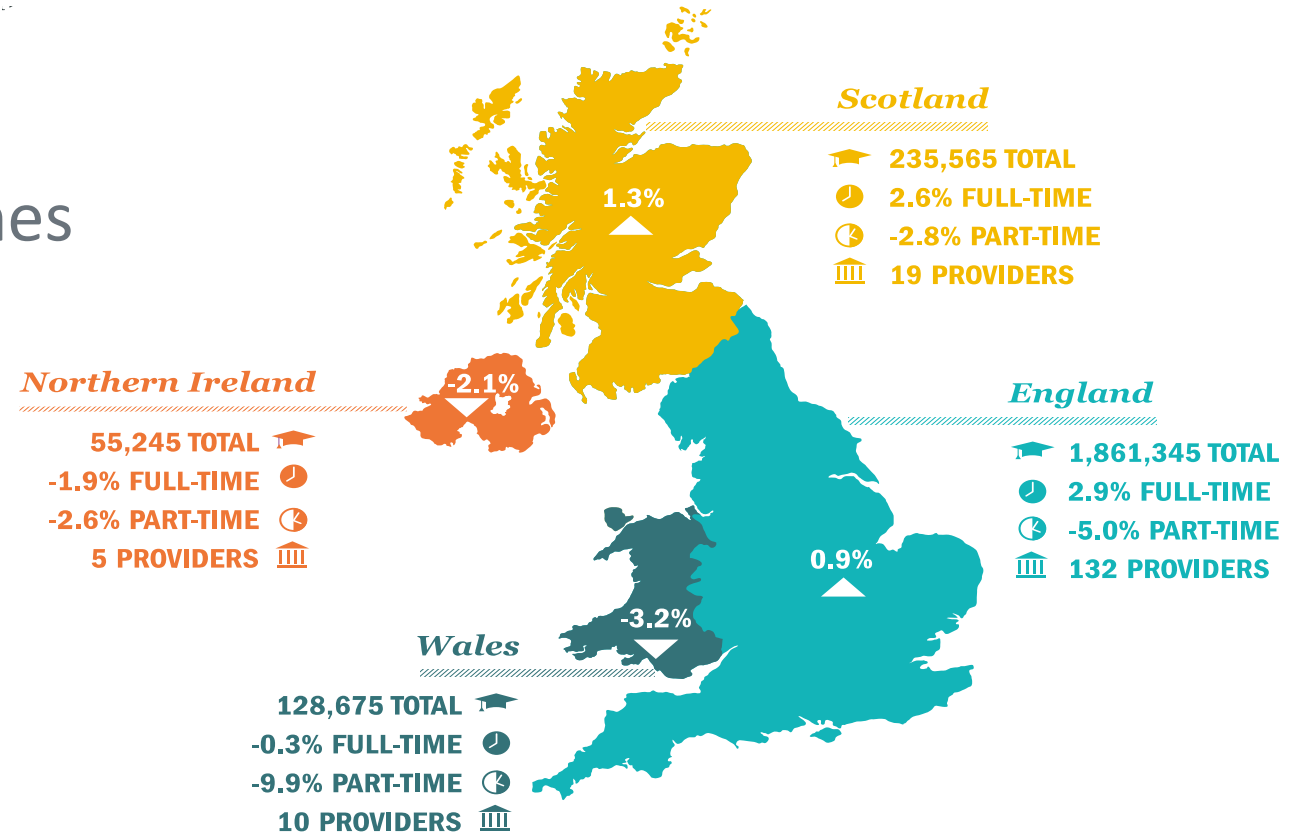 Scotland
235,565 TOTAL
2.6% FULL-TIME
-2.8% PART-TIME
19 PROVIDERS
1.3%
Northern Ireland
55,245 TOTAL
-1.9% FULL-TIME
-2.6% PART-TIME
5 PROVIDERS
-2.1%
England
1,861,345 TOTAL
2.9% FULL-TIME
-5.0% PART-TIME
132 PROVIDERS
0.9%
Wales
128,675 TOTAL
-0.3% FULL-TIME
-9.9% PART-TIME
10 PROVIDERS
-3.2%